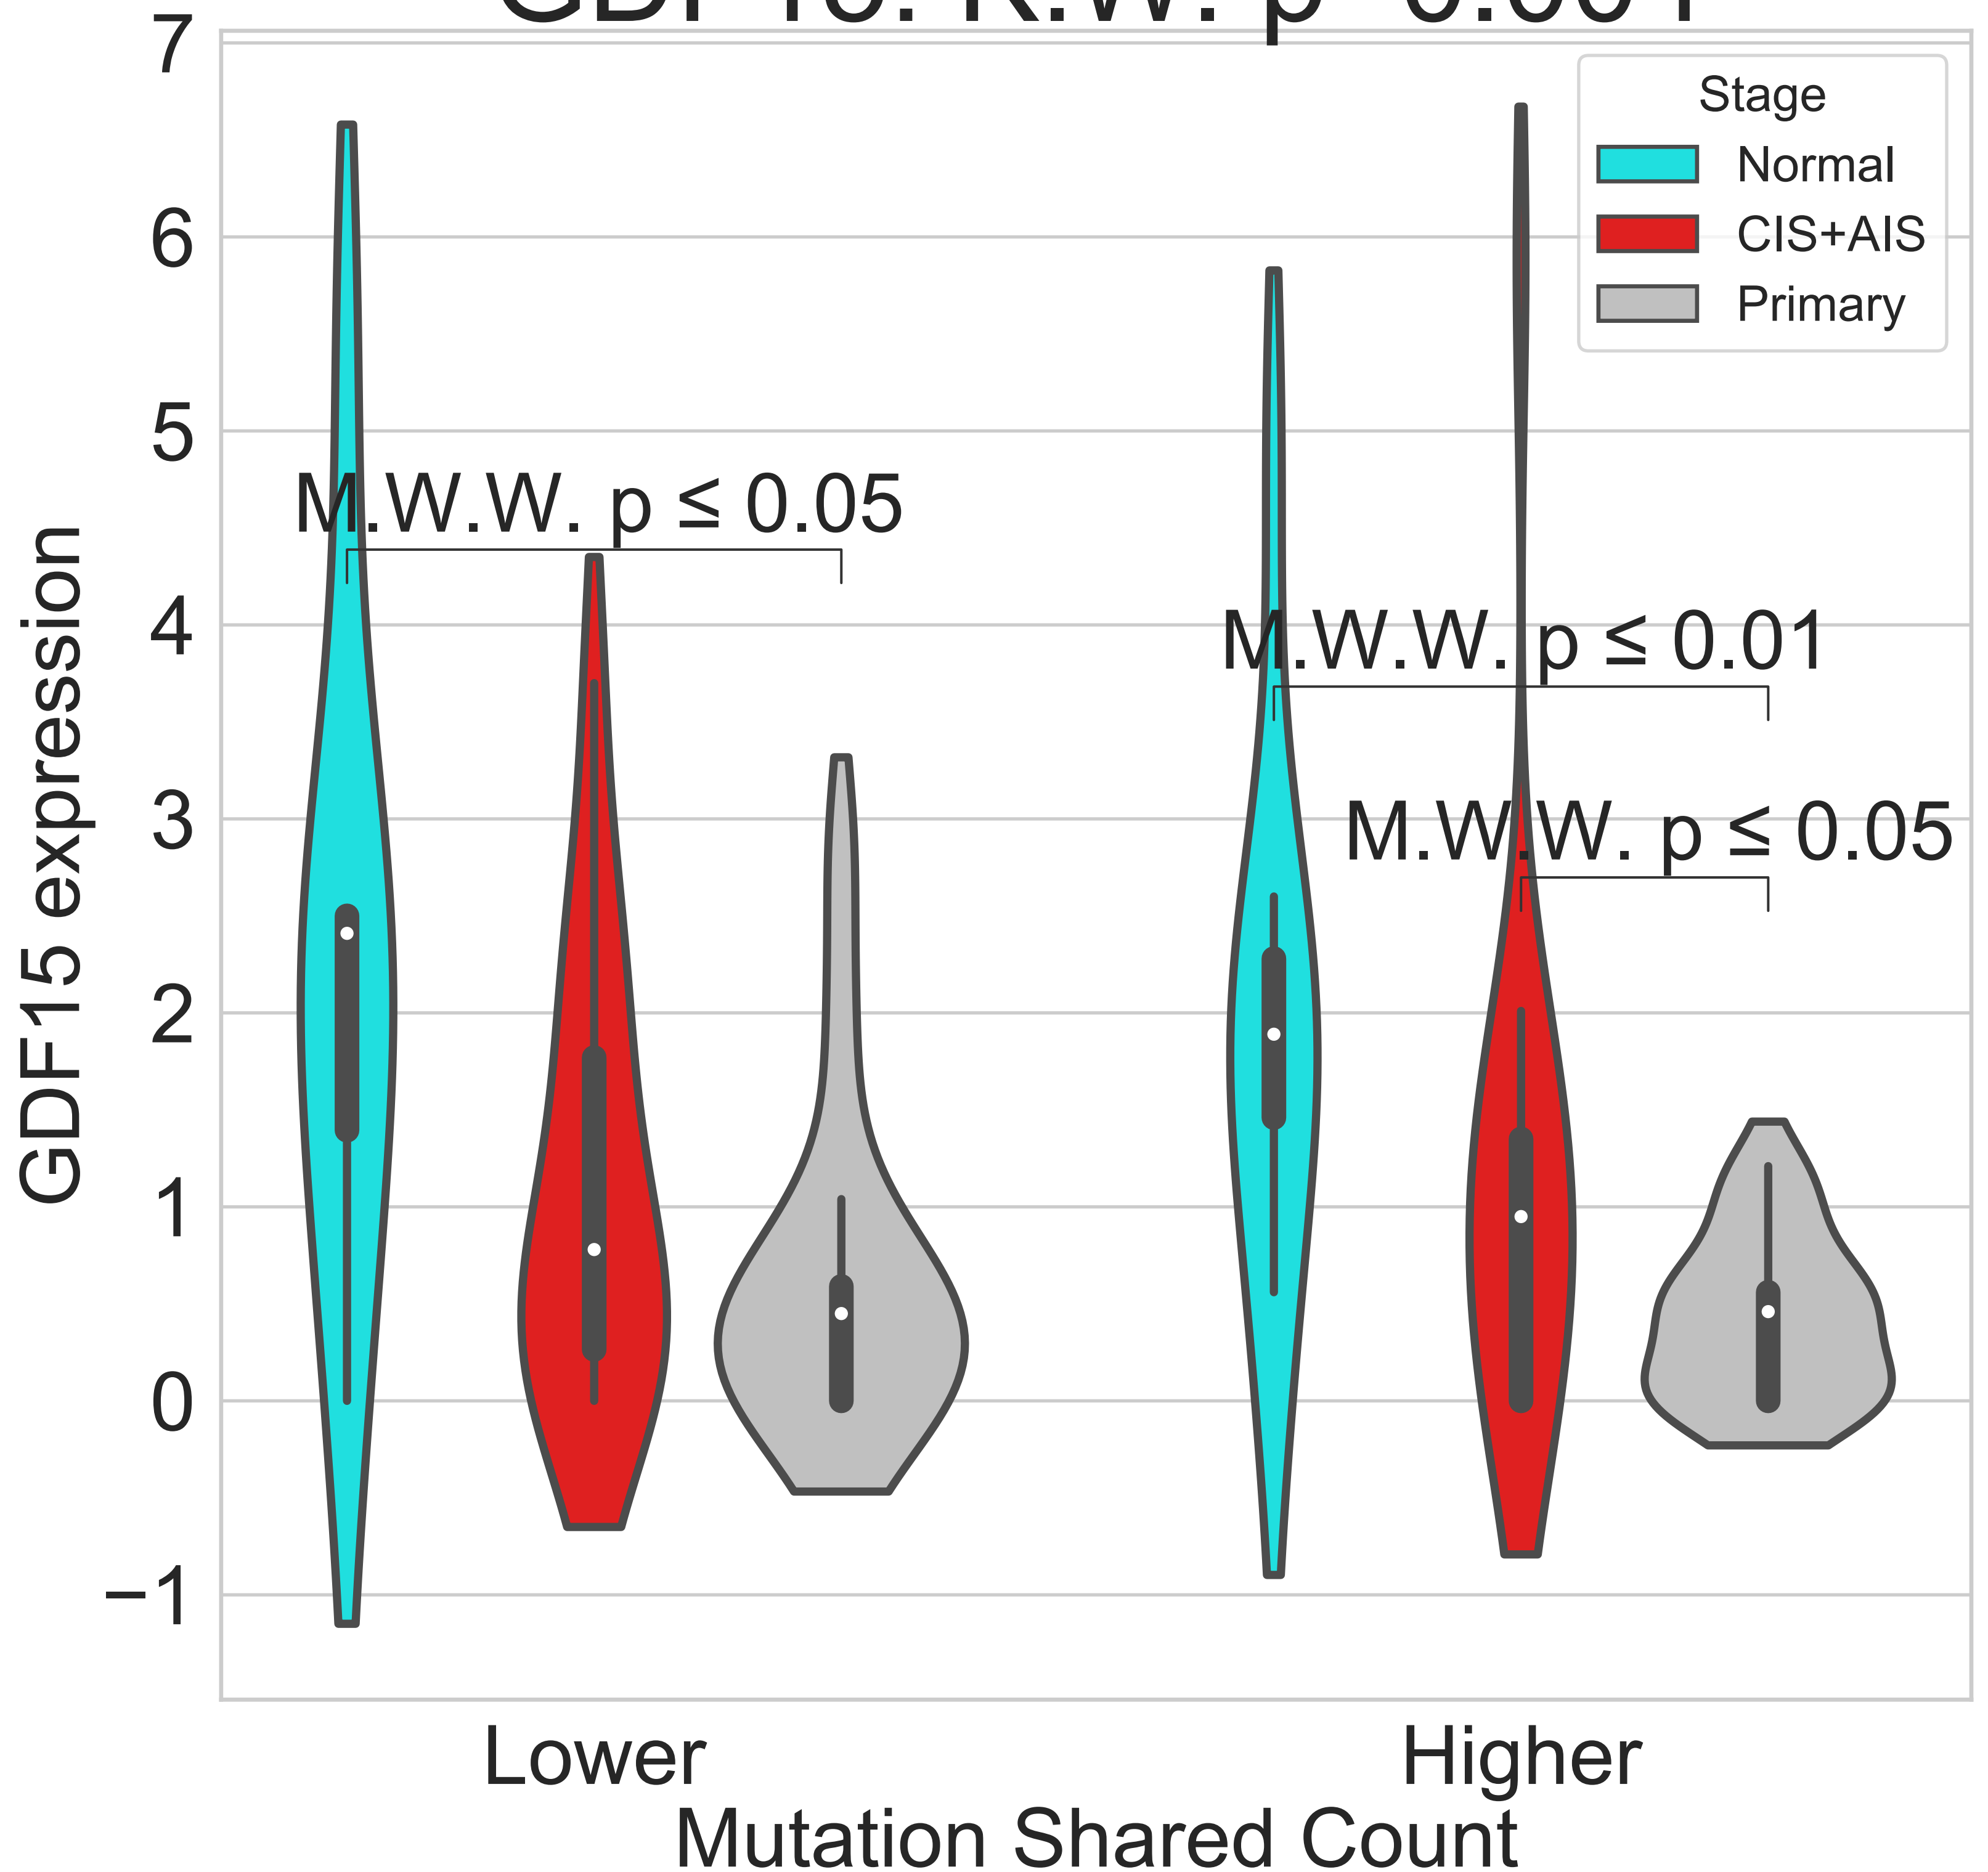 7
6
5
4
3
2
1
0
−1
GDF15 expression
Stage
Normal
CIS+AIS
Primary
M.W.W. p ≤ 0.05
M.W.W. p ≤ 0.01
M.W.W. p ≤ 0.05
Lower
Higher
Mutation Shared Count